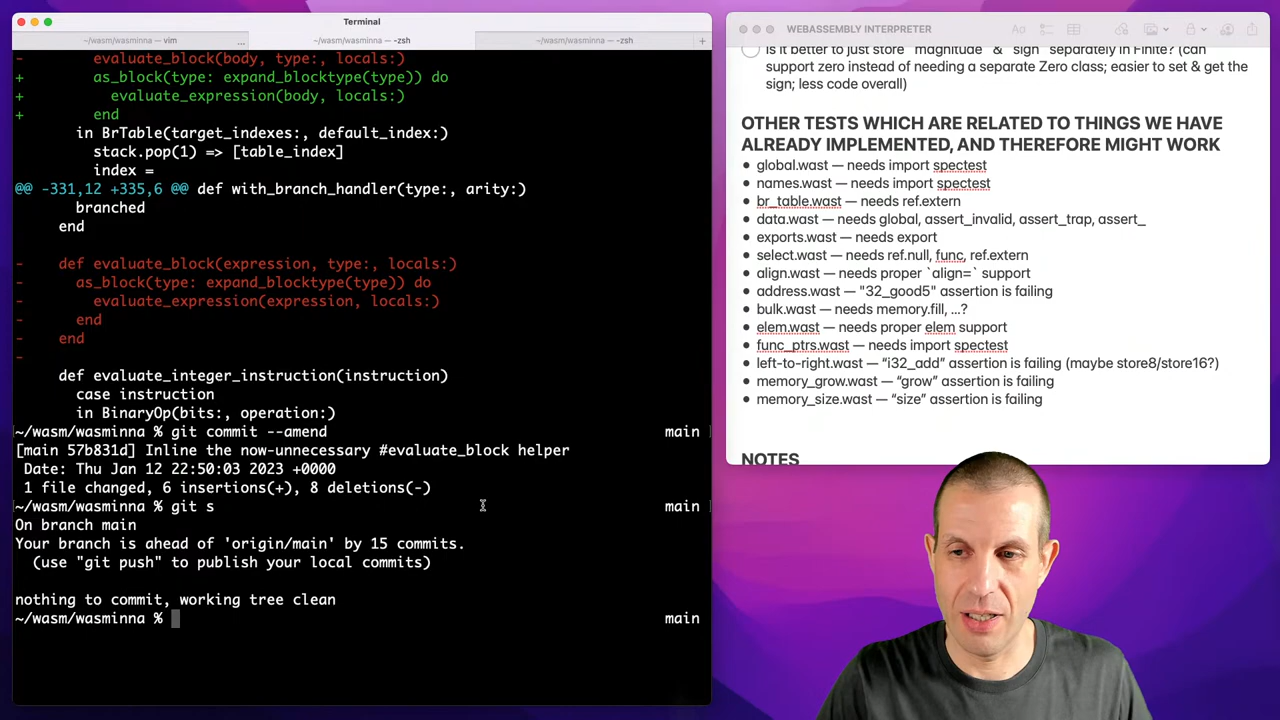 Terminal
~/wasm/wasminna — vim
...
~/wasm/wasminna — -zsh
~/wasm/wasminna — -zsh
+
- evaluate_block(body, type:, locals:)
+ as_block(type: expand_blocktype(type)) do
+ evaluate_expression(body, locals:)
+ end
in BrTable(target_indexes:, default_index:)
stack.pop(1) => [table_index]
index =
@@ -331,12 +335,6 @@ def with_branch_handler(type:, arity:)
branched
end
- def evaluate_block(expression, type:, locals:)
- as_block(type: expand_blocktype(type)) do
- evaluate_expression(expression, locals:)
- end
- end
-
def evaluate_integer_instruction(instruction)
case instruction
in BinaryOp(bits:, operation:)
~/wasm/wasminna % git commit --amend main
[main 57b831d] Inline the now-unnecessary #evaluate_block helper
Date: Thu Jan 12 22:50:03 2023 +0000
1 file changed, 6 insertions(+), 8 deletions(-)
~/wasm/wasminna % git s main
On branch main
Your branch is ahead of 'origin/main' by 15 commits.
(use "git push" to publish your local commits)
nothing to commit, working tree clean
~/wasm/wasminna % main
WEBASSEMBLY INTERPRETER
Is it better to just store "magnitude" & "sign" separately in Finite? (can
support zero instead of needing a separate Zero class; easier to set & get the
sign; less code overall)
OTHER TESTS WHICH ARE RELATED TO THINGS WE HAVE
ALREADY IMPLEMENTED, AND THEREFORE MIGHT WORK
• global.wast — needs import spectest
• names.wast — needs import spectest
• br_table.wast — needs ref.extern
• data.wast — needs global, assert_invalid, assert_trap, assert_
• exports.wast — needs export
• select.wast — needs ref.null, func, ref.extern
• align.wast — needs proper `align=` support
• address.wast — "32_good5" assertion is failing
• bulk.wast — needs memory.fill, ...?
• elem.wast — needs proper elem support
• func_ptrs.wast — needs import spectest
• left-to-right.wast — “i32_add” assertion is failing (maybe store8/store16?)
• memory_grow.wast — “grow” assertion is failing
• memory_size.wast — “size” assertion is failing
NOTES